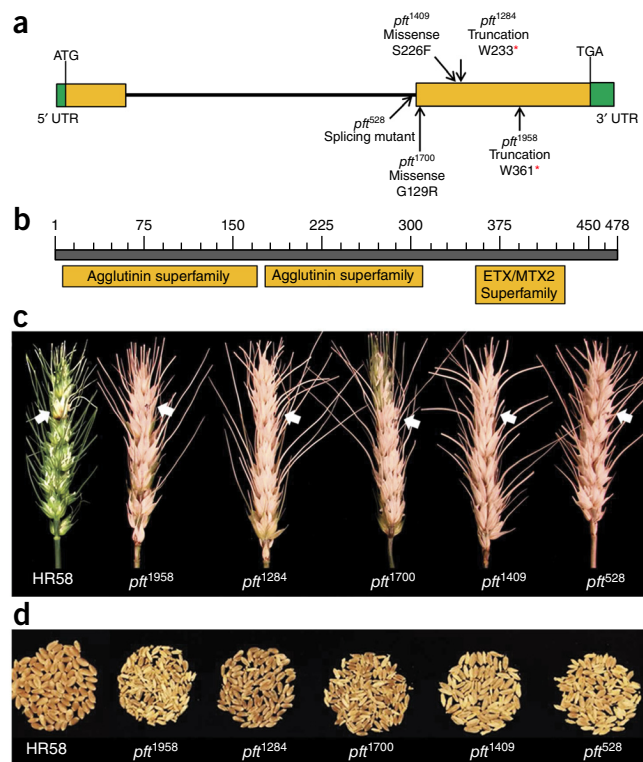 a
pft1409
Missense
S226F
pft1284
Truncation
W233*
ATG
TGA
5′ UTR
3′ UTR
pft528
Splicing mutant
pft1700
Missense
G129R
pft1958
Truncation
W361*
b
1 75 150 225 300 375 450 478
Agglutinin superfamily
Agglutinin superfamily
ETX/MTX2
Superfamily
c
HR58 pft1958 pft1284 pft1700 pft1409 pft528
d
HR58 pft1958 pft1284 pft1700 pft1409 pft528